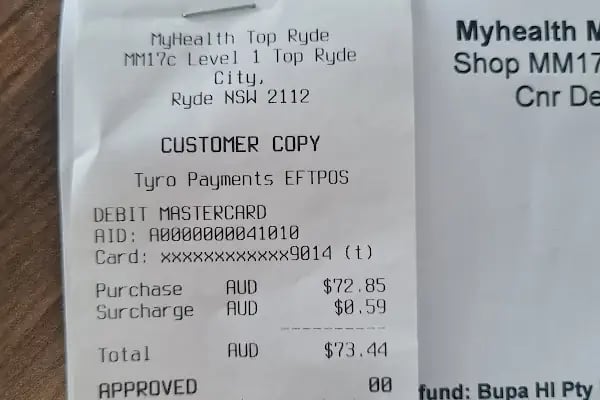 MyHealth Top Ryde
MM17c Level 1 Top Ryde
City,
Ryde NSW 2112
CUSTOMER COPY
Tyro Payments EFTPOS
DEBIT MASTERCARD
AID: A0000000041010
Card: xxxxxxxxxxxx9014 (t)
Purchase AUD $72.85
Surcharge AUD $0.59
Total AUD $73.44
APPROVED 00
Myhealth M
Shop MM17
Cnr De
fund: Bupa HI Pty